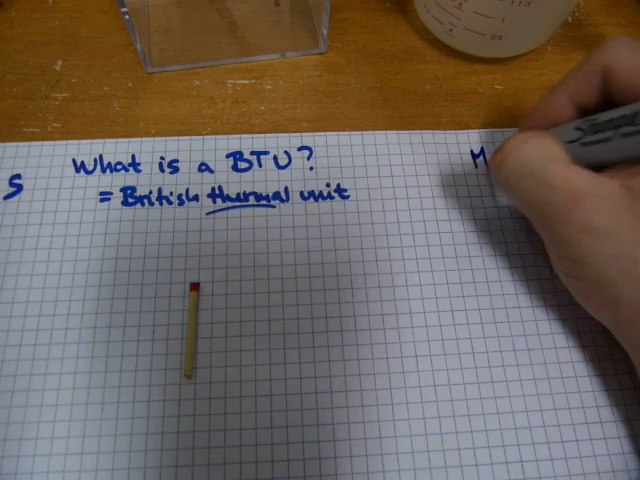 What is a BTU?
= British thermal unit
S
M